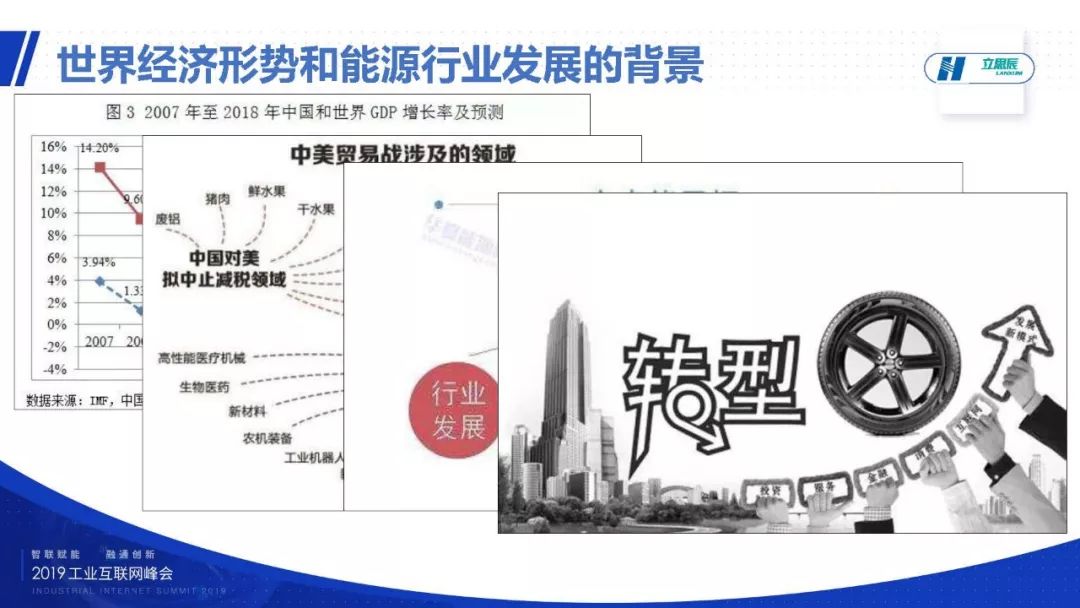 世界经济形势和能源行业发展的背景
立思辰
LANXUM
图 3 2007 年至 2018 年中国和世界 GDP 增长率及预测
16%
14%
12%
10%
8%
6%
4%
2%
0%
-2%
-4%
14.20%
9.60
3.94%
1.33
2007
200
数据来源：IMF，中国
中美贸易战涉及的领域
废铝
猪肉
鲜水果
干水果
中国对美
拟中止减税领域
高性能医疗机械
生物医药
新材料
农机装备
工业机器人
行业
发展
转型
投资
服务
金融
消费
互联网
发展
新模式
智联赋能 融通创新
2019 工业互联网峰会
INDUSTRIAL INTERNET SUMMIT 2019